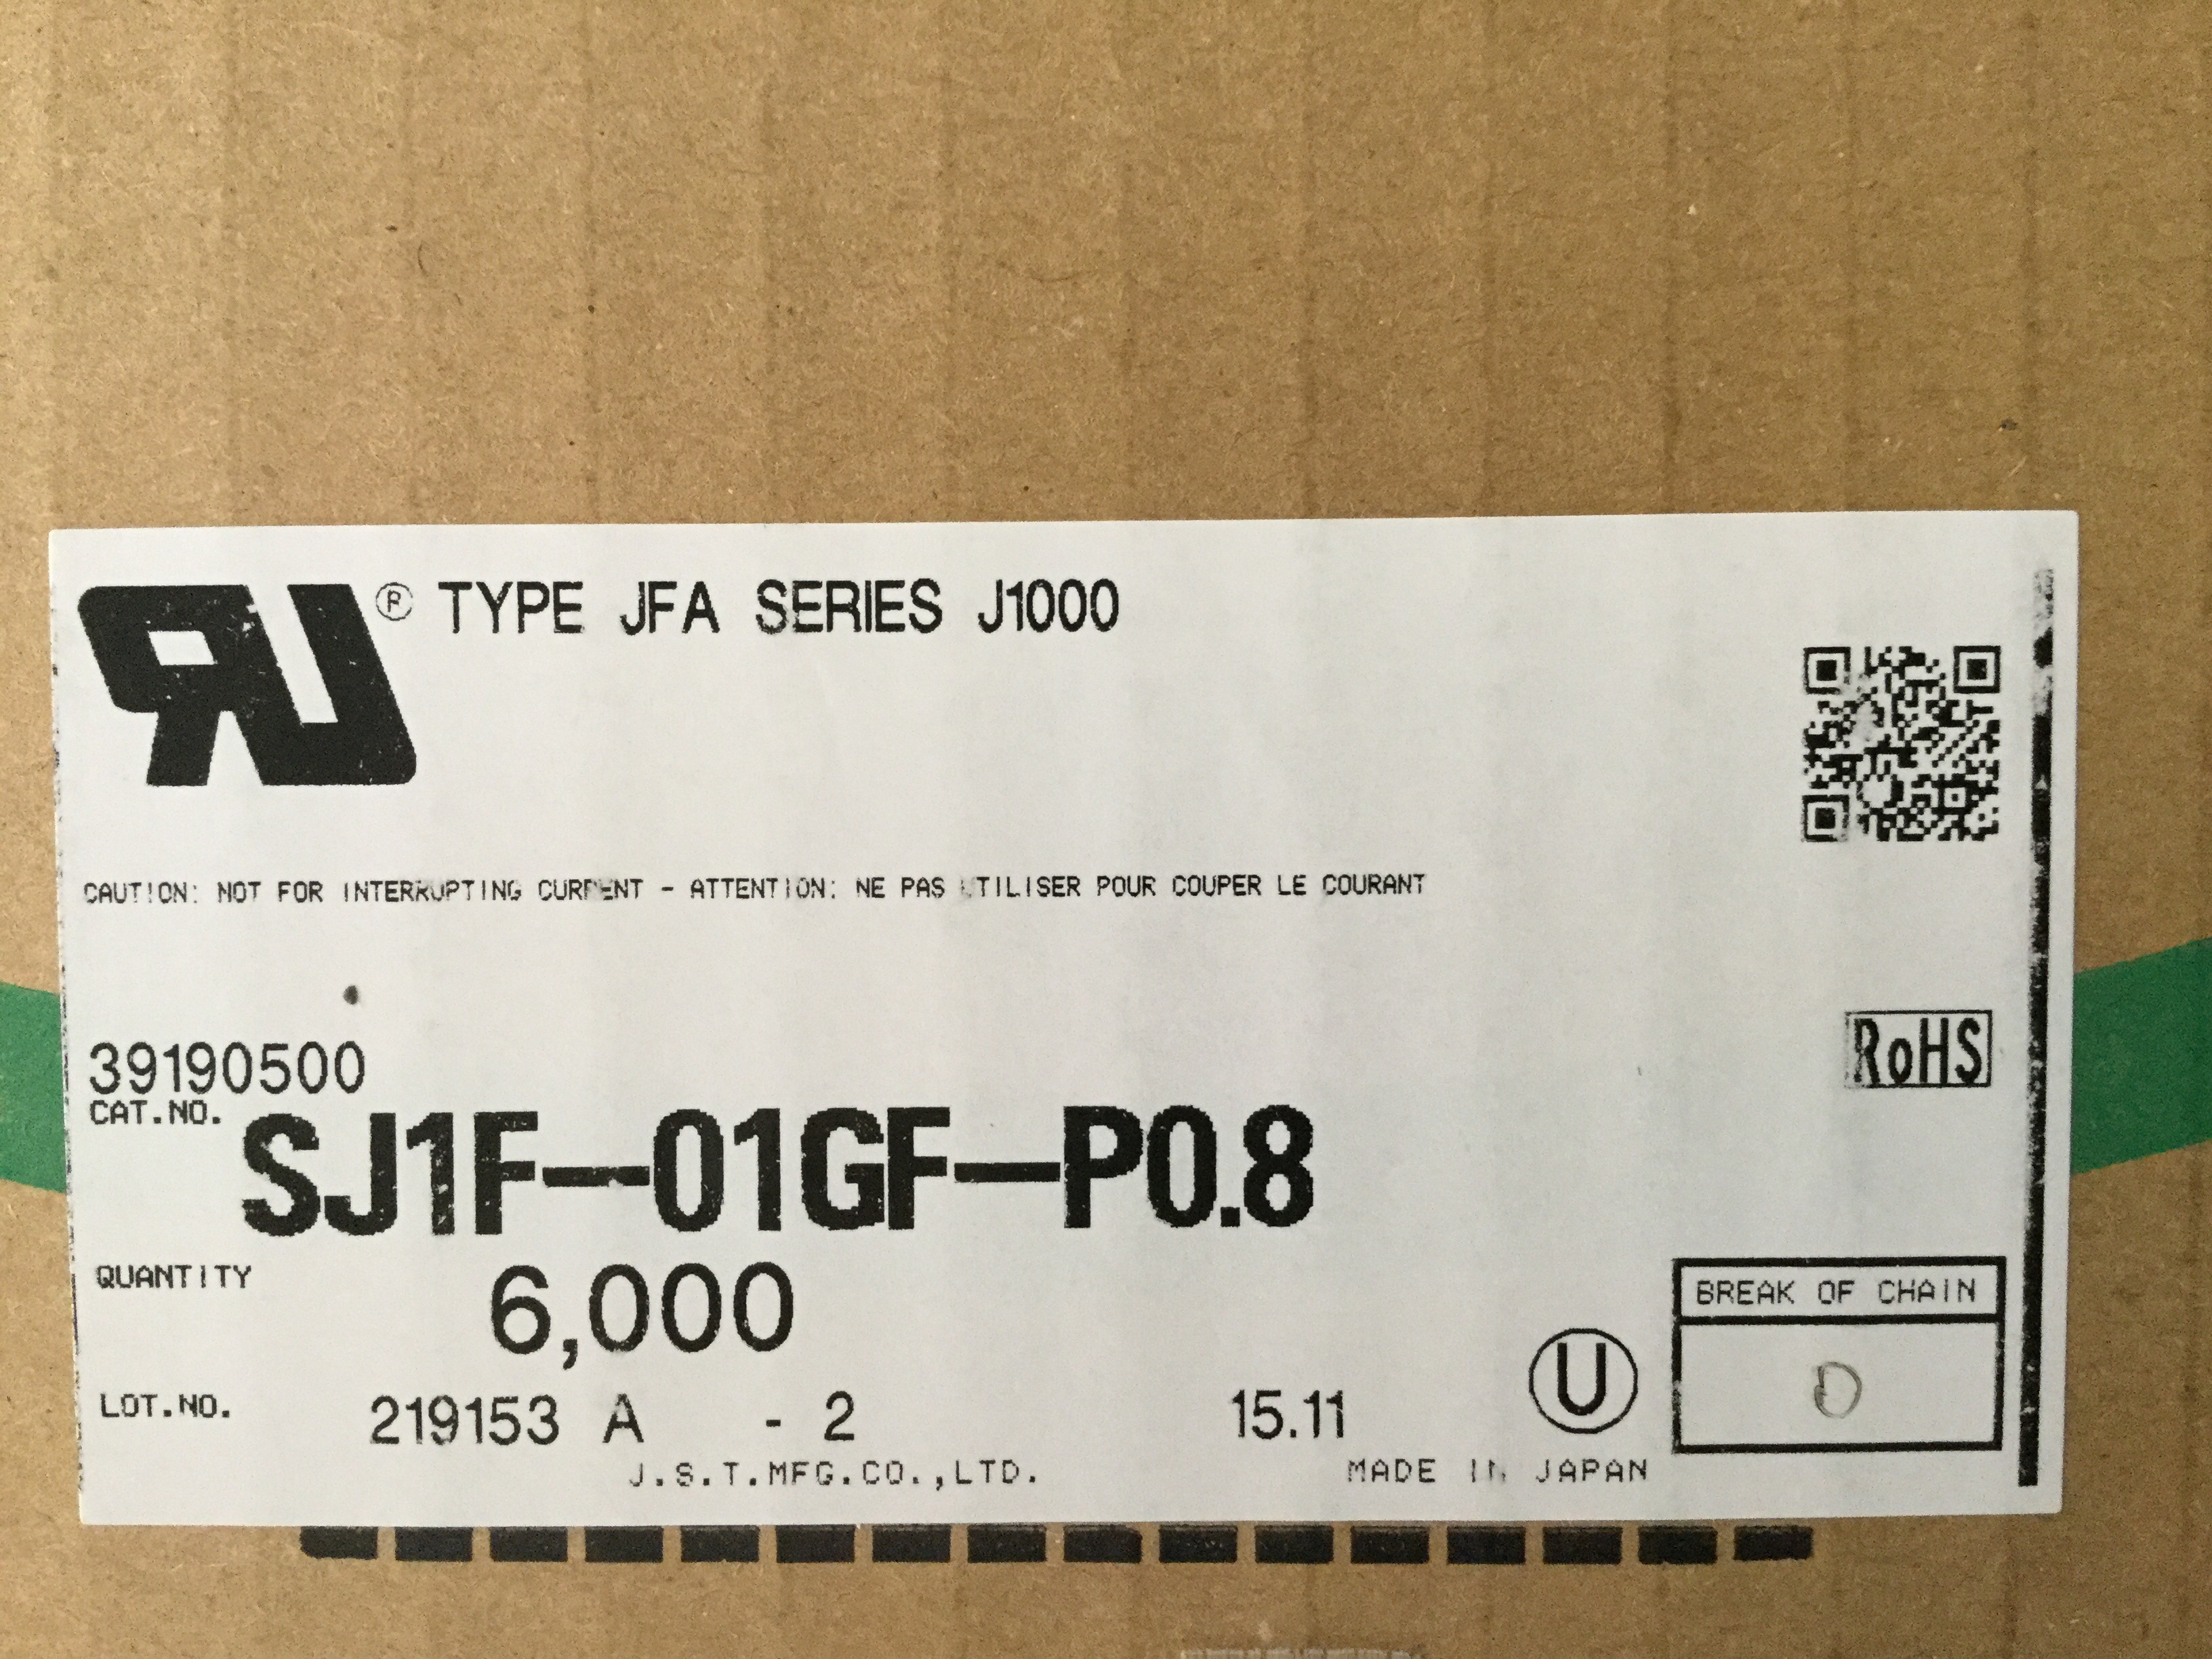 ® TYPE JFA SERIES J1000
CAUTION: NOT FOR INTERRUPTING CURRENT - ATTENTION: NE PAS UTILISER POUR COUPER LE COURANT
39190500
RoHS
CAT.NO.
SJ1F-01GF-P0.8
QUANTITY 6,000
BREAK OF CHAIN
0
U
LOT.NO. 219153 A - 2 15.11
J.S.T.MFG.CO.,LTD. MADE IN JAPAN